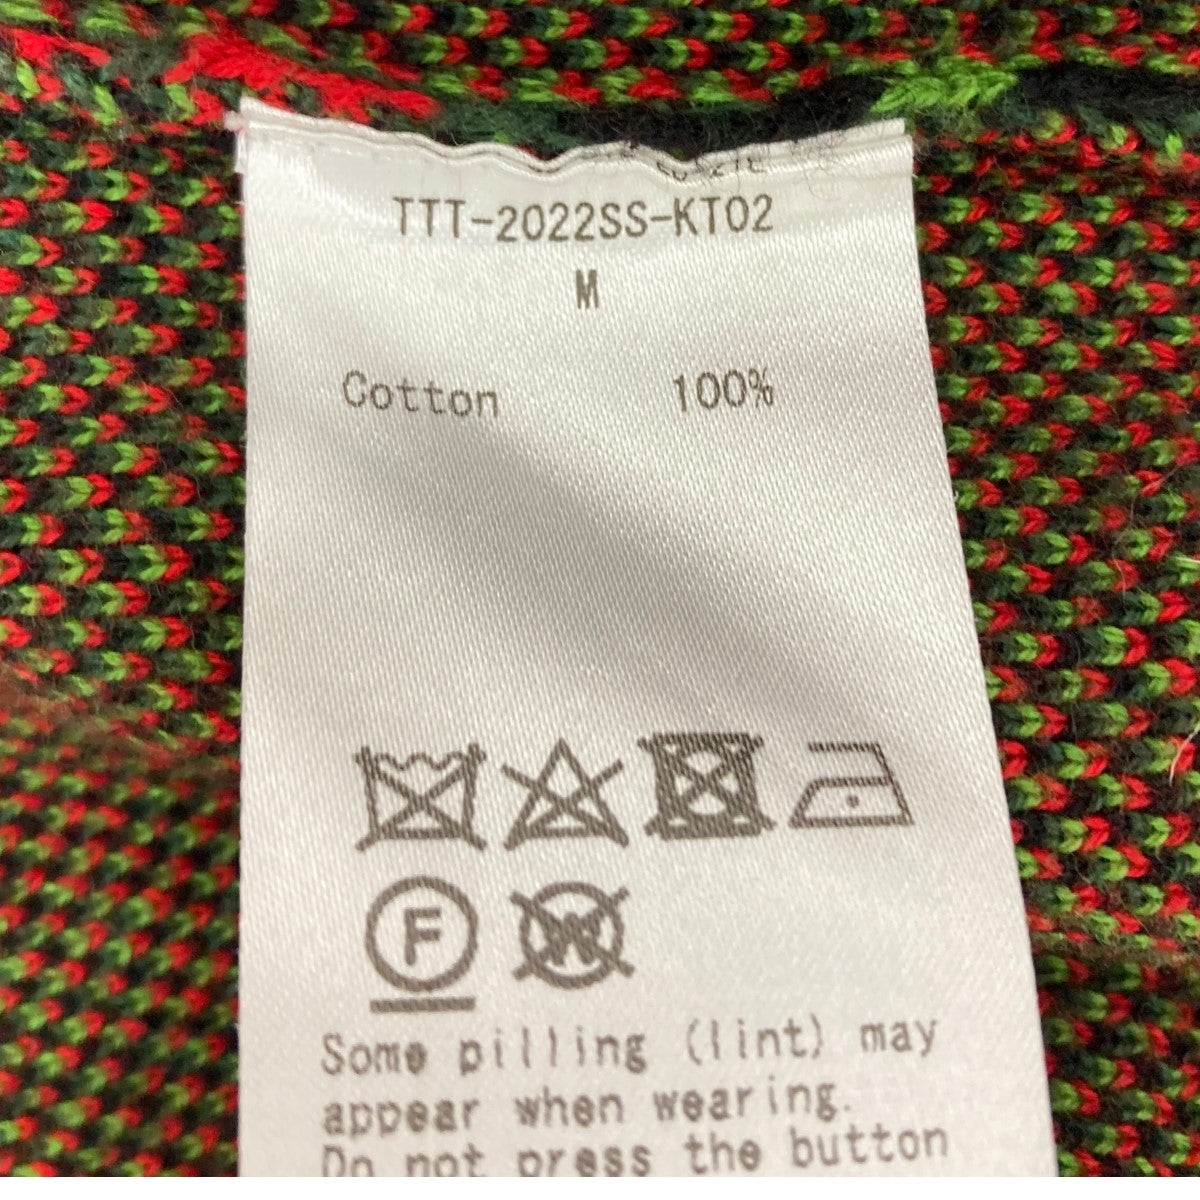 TTT-2022SS-KT02
M
Cotton 100%
F
W
Some pilling (lint) may
appear when wearing.
Do not press the button